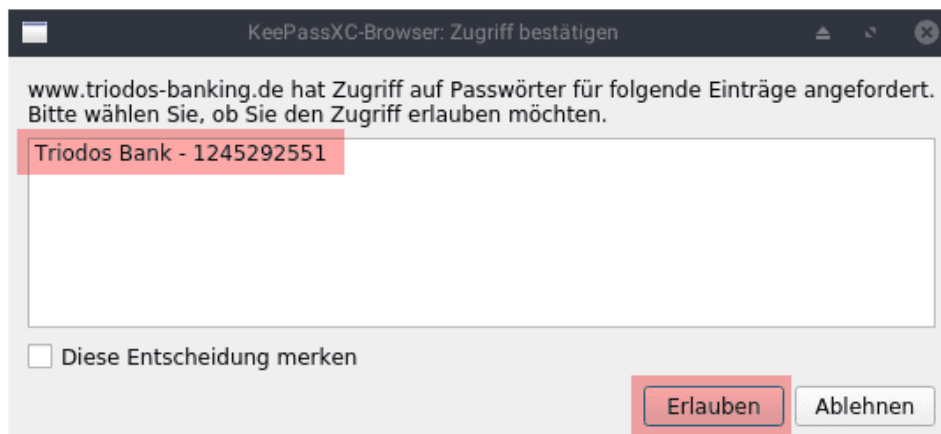 KeePassXC-Browser: Zugriff bestätigen
www.triodos-banking.de hat Zugriff auf Passwörter für folgende Einträge angefordert.
Bitte wählen Sie, ob Sie den Zugriff erlauben möchten.
Triodos Bank - 1245292551
Diese Entscheidung merken
Erlauben Ablehnen